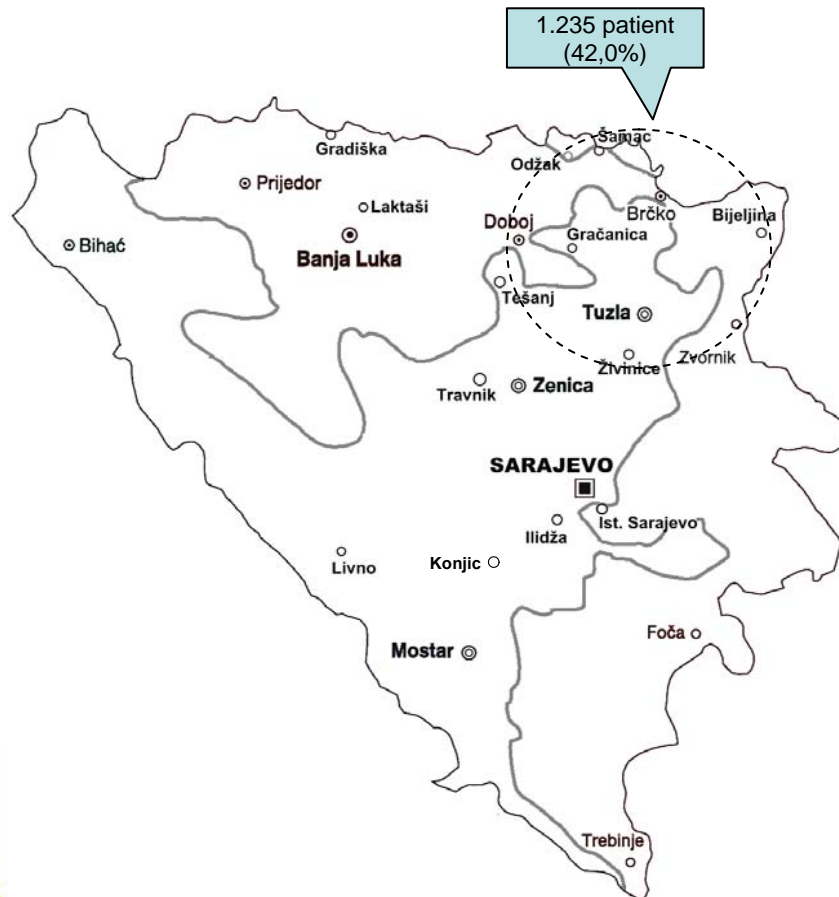 1.235 patient
(42,0%)
Šamac
Gradiška
Odžak
Prijedor
Laktaši
Brčko
Bijeljina
Doboj
Gračanica
Bihać
Banja Luka
Tešanj
Tuzla
Živinice
Zvornik
Travnik
Zenica
SARAJEVO
Ist. Sarajevo
Ilidža
Livno
Konjic
Foča
Mostar
Trebinje